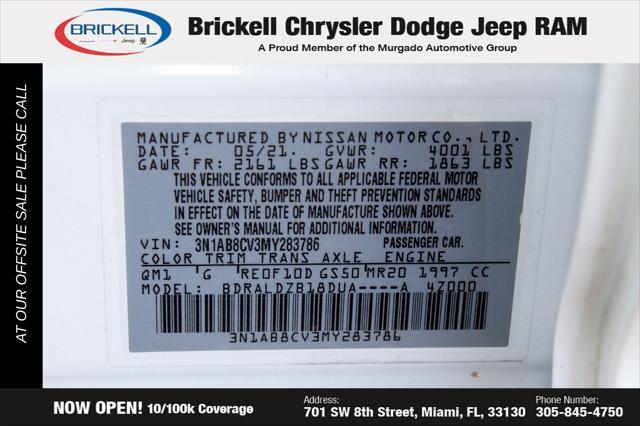 BRICKELL
Jeep
Brickell Chrysler Dodge Jeep RAM
A Proud Member of the Murgado Automotive Group
AT OUR OFFSITE SALE PLEASE CALL
MANUFACTURED BY NISSAN MOTOR CO., LTD.
DATE: 05/21. GVWR: 4001 LBS
GAWR FR: 2161 LBS GAWR RR: 1863 LBS
THIS VEHICLE CONFORMS TO ALL APPLICABLE FEDERAL MOTOR
VEHICLE SAFETY, BUMPER AND THEFT PREVENTION STANDARDS
IN EFFECT ON THE DATE OF MANUFACTURE SHOWN ABOVE.
SEE OWNER'S MANUAL FOR ADDITIONAL INFORMATION.
VIN: 3N1AB8CV3MY283786 PASSENGER CAR.
COLOR TRIM TRANS AXLE ENGINE
QM1 G RE0F10D GS50 MR20 1997 CC
MODEL: BDRALDZB18DUA----A 4Z000
3N1AB8CV3MY283786
NOW OPEN! 10/100k Coverage
Address:
701 SW 8th Street, Miami, FL, 33130
Phone Number:
305-845-4750